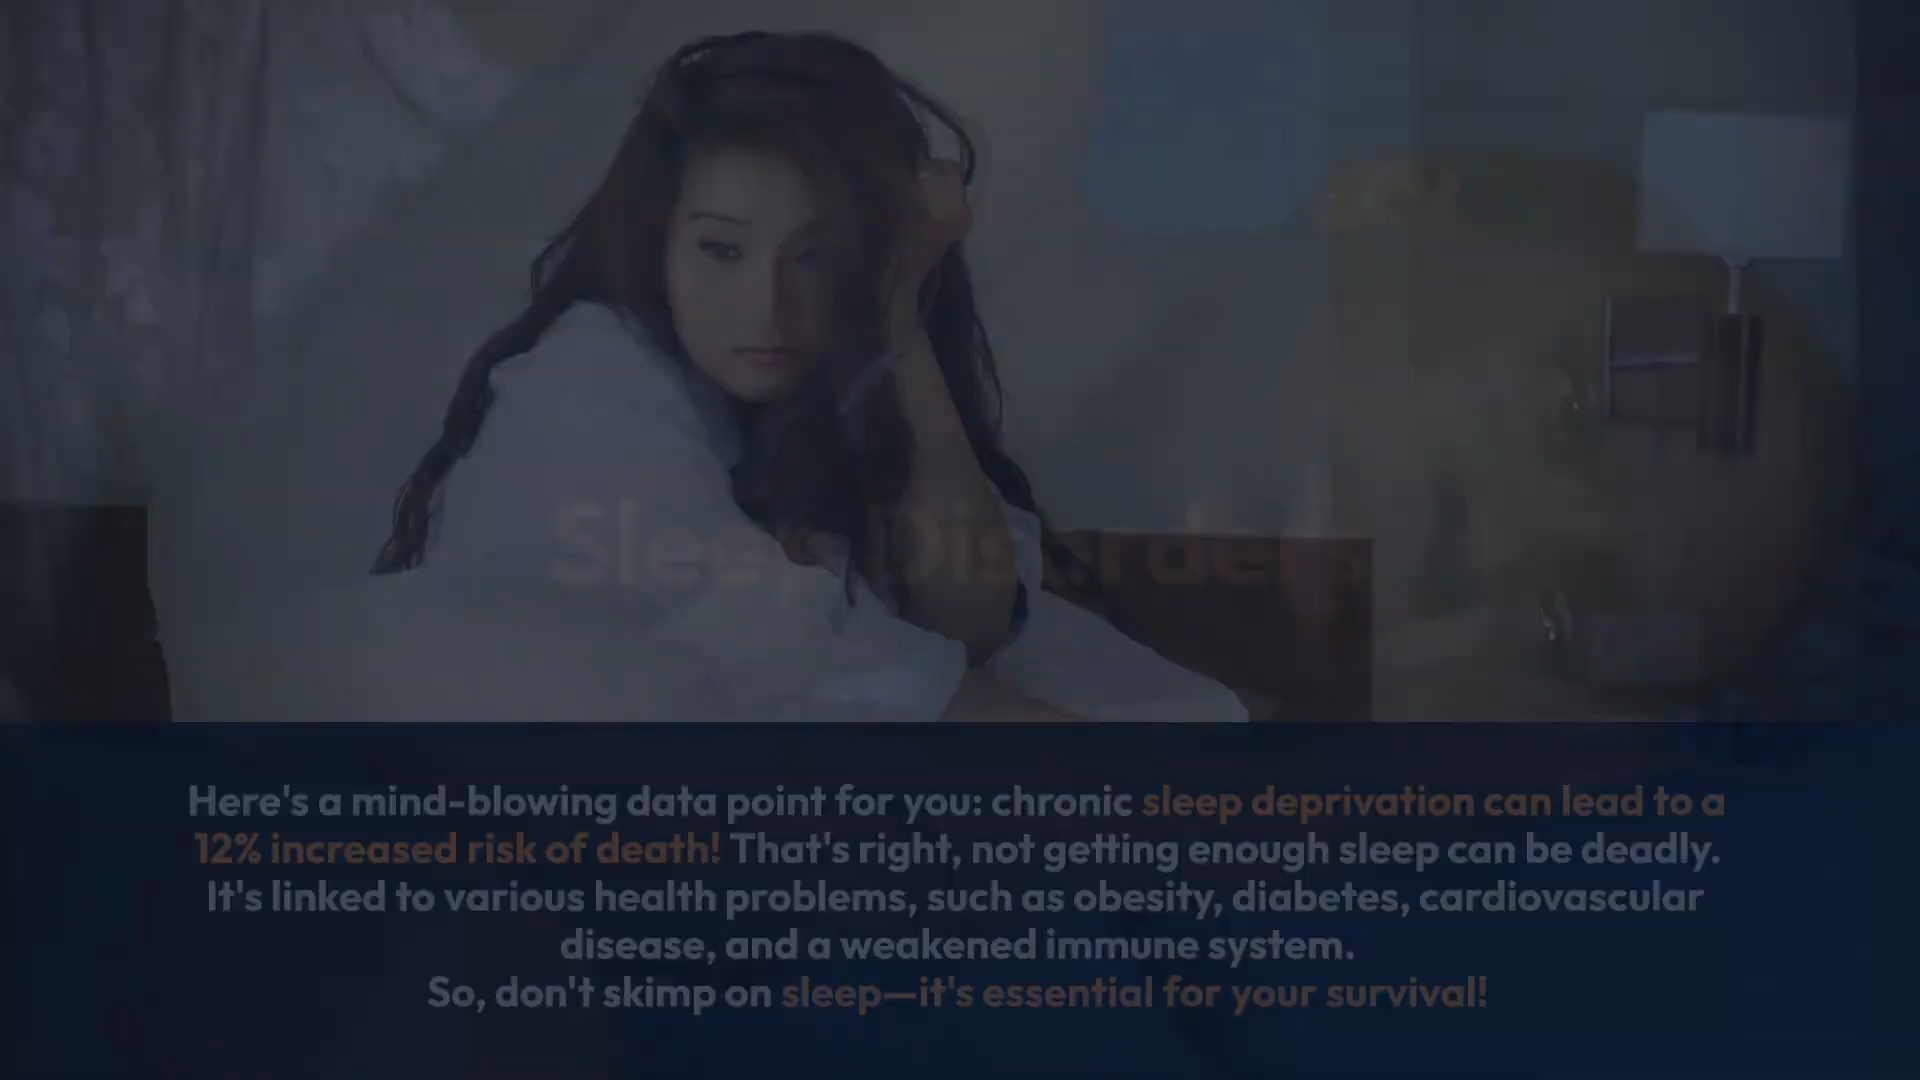 Sleep Disorders
Here's a mind-blowing data point for you: chronic sleep deprivation can lead to a
12% increased risk of death! That's right, not getting enough sleep can be deadly.
It's linked to various health problems, such as obesity, diabetes, cardiovascular
disease, and a weakened immune system.
So, don't skimp on sleep—it's essential for your survival!